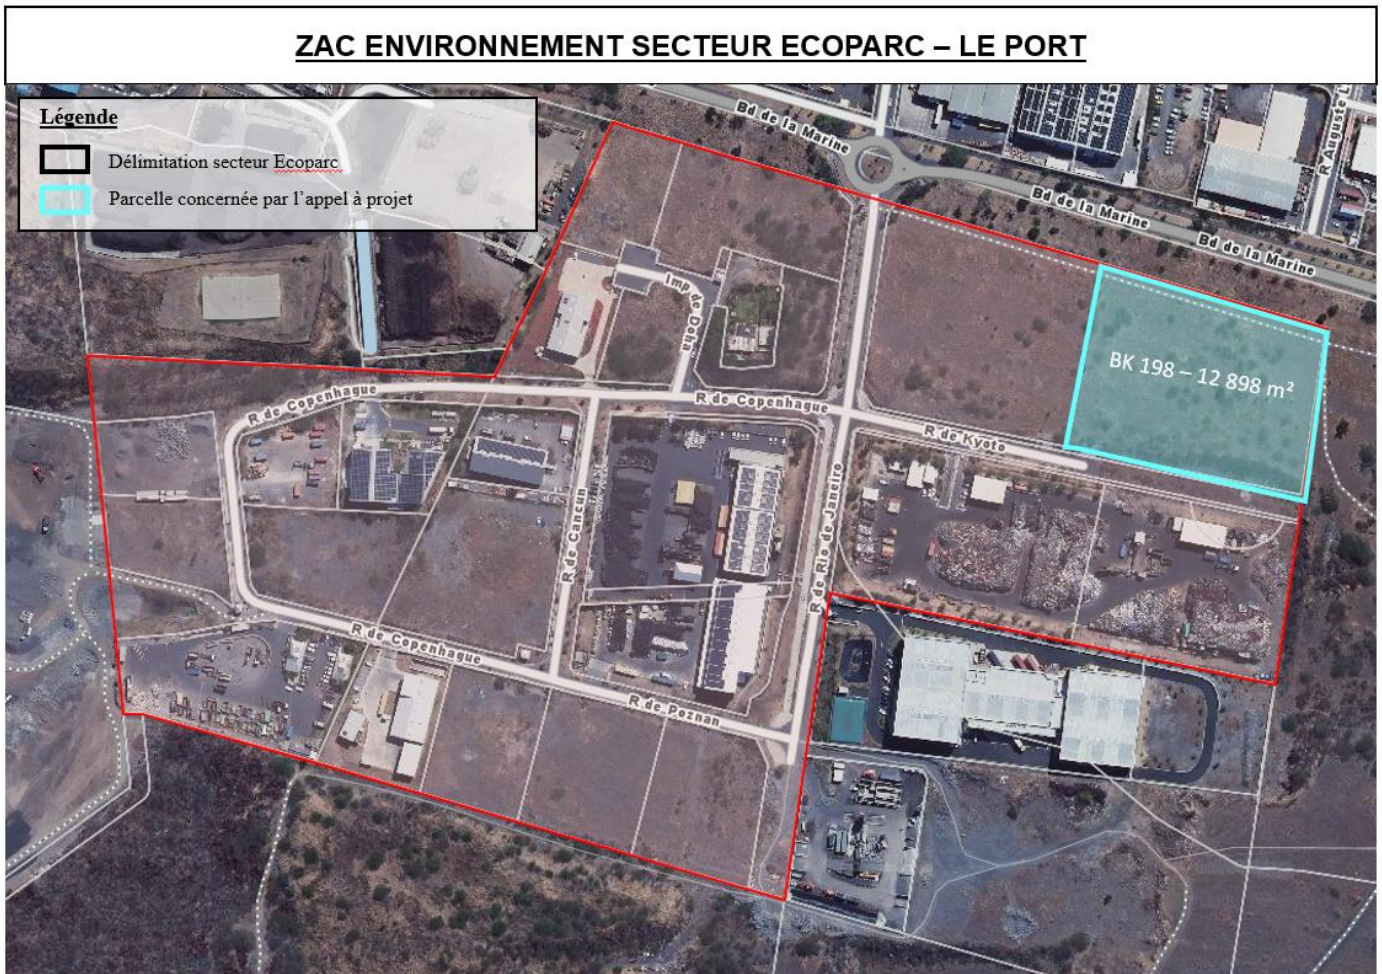 ZAC ENVIRONNEMENT SECTEUR ECOPARC – LE PORT
Légende
Délimitation secteur Ecoparc
Parcelle concernée par l'appel à projet
Bd de la Marine
Bd de la Marine
Bd de la Marine
R Auguste L
Imp de Doha
BK 198 – 12 898 m²
R de Copenhague
R de Copenhague
R de Kyoto
R de Cancun
R de Rio de Janeiro
R de Copenhague
R de Poznan